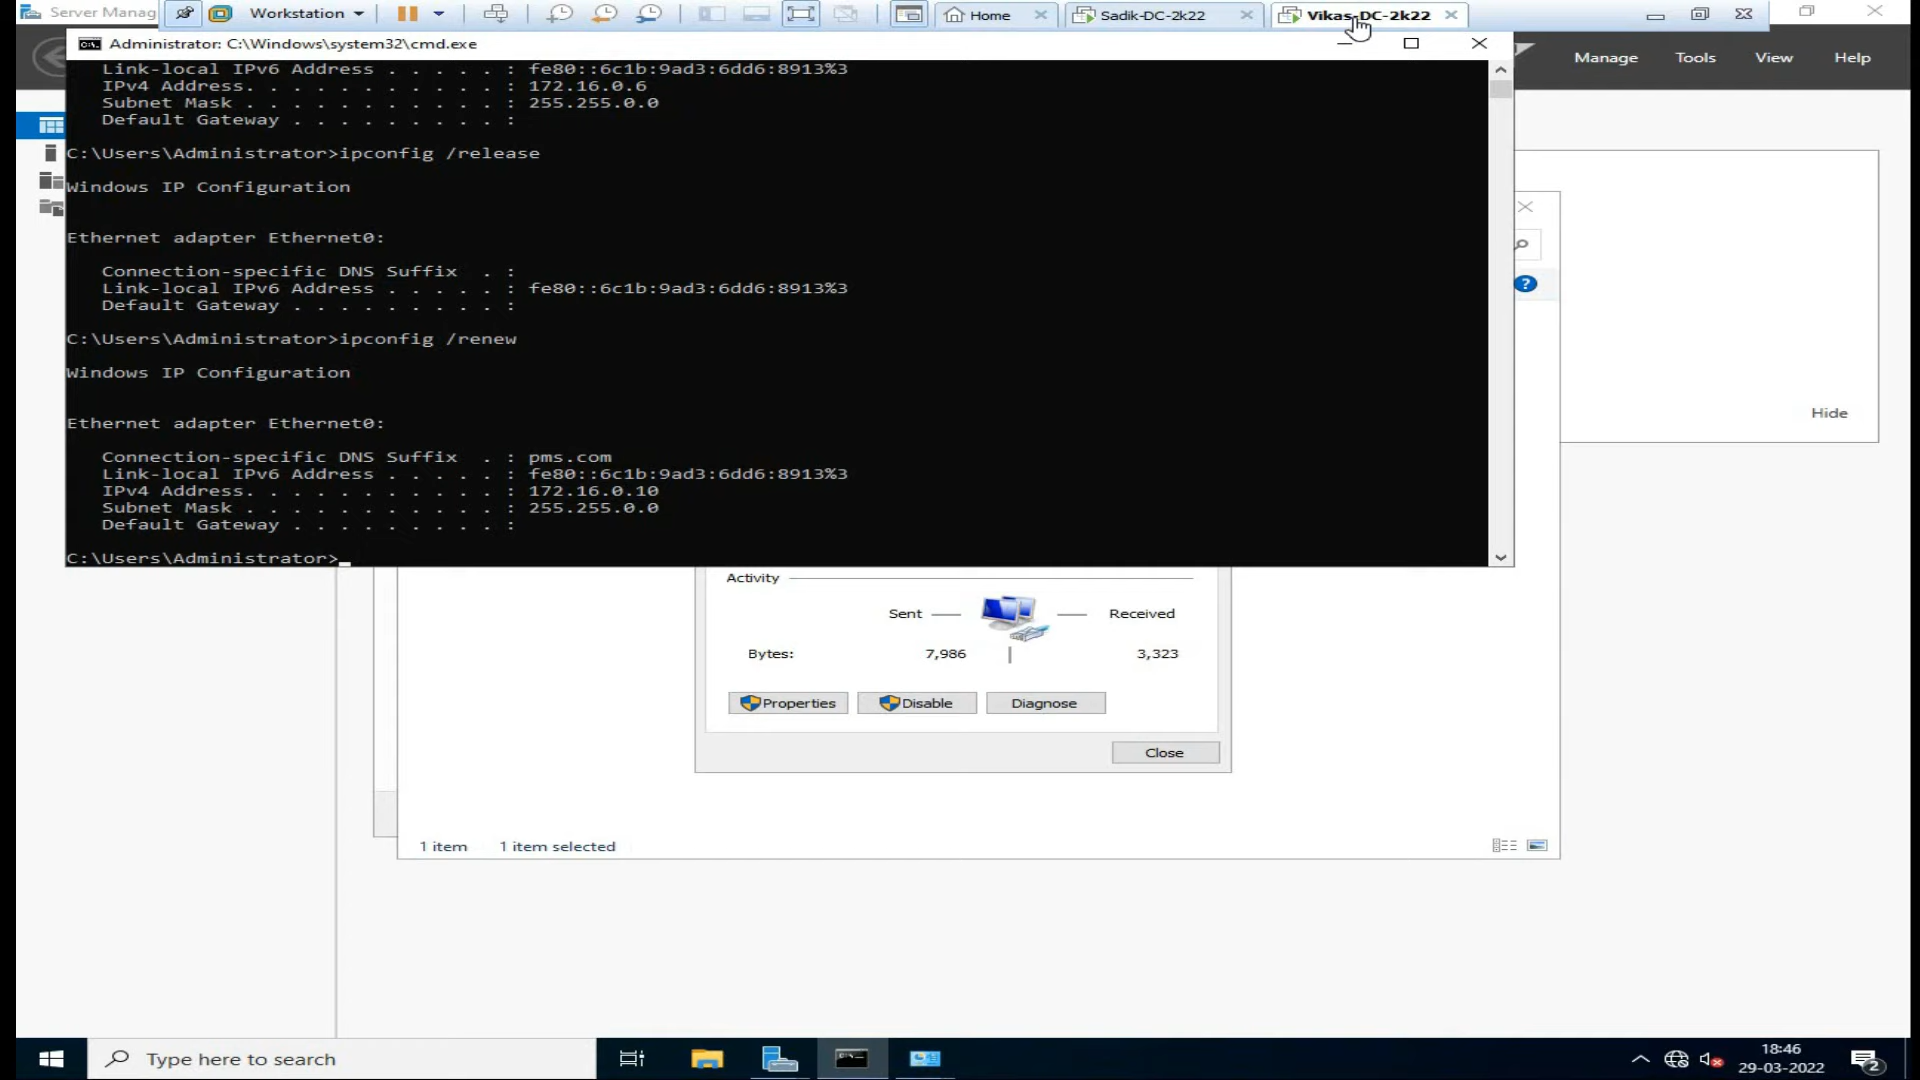 Server Manag
Workstation
Home
Sadik-DC-2k22
Vikas-DC-2k22
Administrator: C:\Windows\system32\cmd.exe
Manage
Tools
View
Help
Link-local IPv6 Address . . . . . : fe80::6c1b:9ad3:6dd6:8913%3
IPv4 Address. . . . . . . . . . . : 172.16.0.6
Subnet Mask . . . . . . . . . . . : 255.255.0.0
Default Gateway . . . . . . . . . :
C:\Users\Administrator>ipconfig /release
Windows IP Configuration
Ethernet adapter Ethernet0:
Connection-specific DNS Suffix  . :
Link-local IPv6 Address . . . . . : fe80::6c1b:9ad3:6dd6:8913%3
Default Gateway . . . . . . . . . :
C:\Users\Administrator>ipconfig /renew
Windows IP Configuration
Ethernet adapter Ethernet0:
Connection-specific DNS Suffix  . : pms.com
Link-local IPv6 Address . . . . . : fe80::6c1b:9ad3:6dd6:8913%3
IPv4 Address. . . . . . . . . . . : 172.16.0.10
Subnet Mask . . . . . . . . . . . : 255.255.0.0
Default Gateway . . . . . . . . . :
C:\Users\Administrator>_
Hide
Activity
Sent
Received
Bytes:
7,986
3,323
Properties
Disable
Diagnose
Close
1 item
1 item selected
Type here to search
18:46
29-03-2022
2